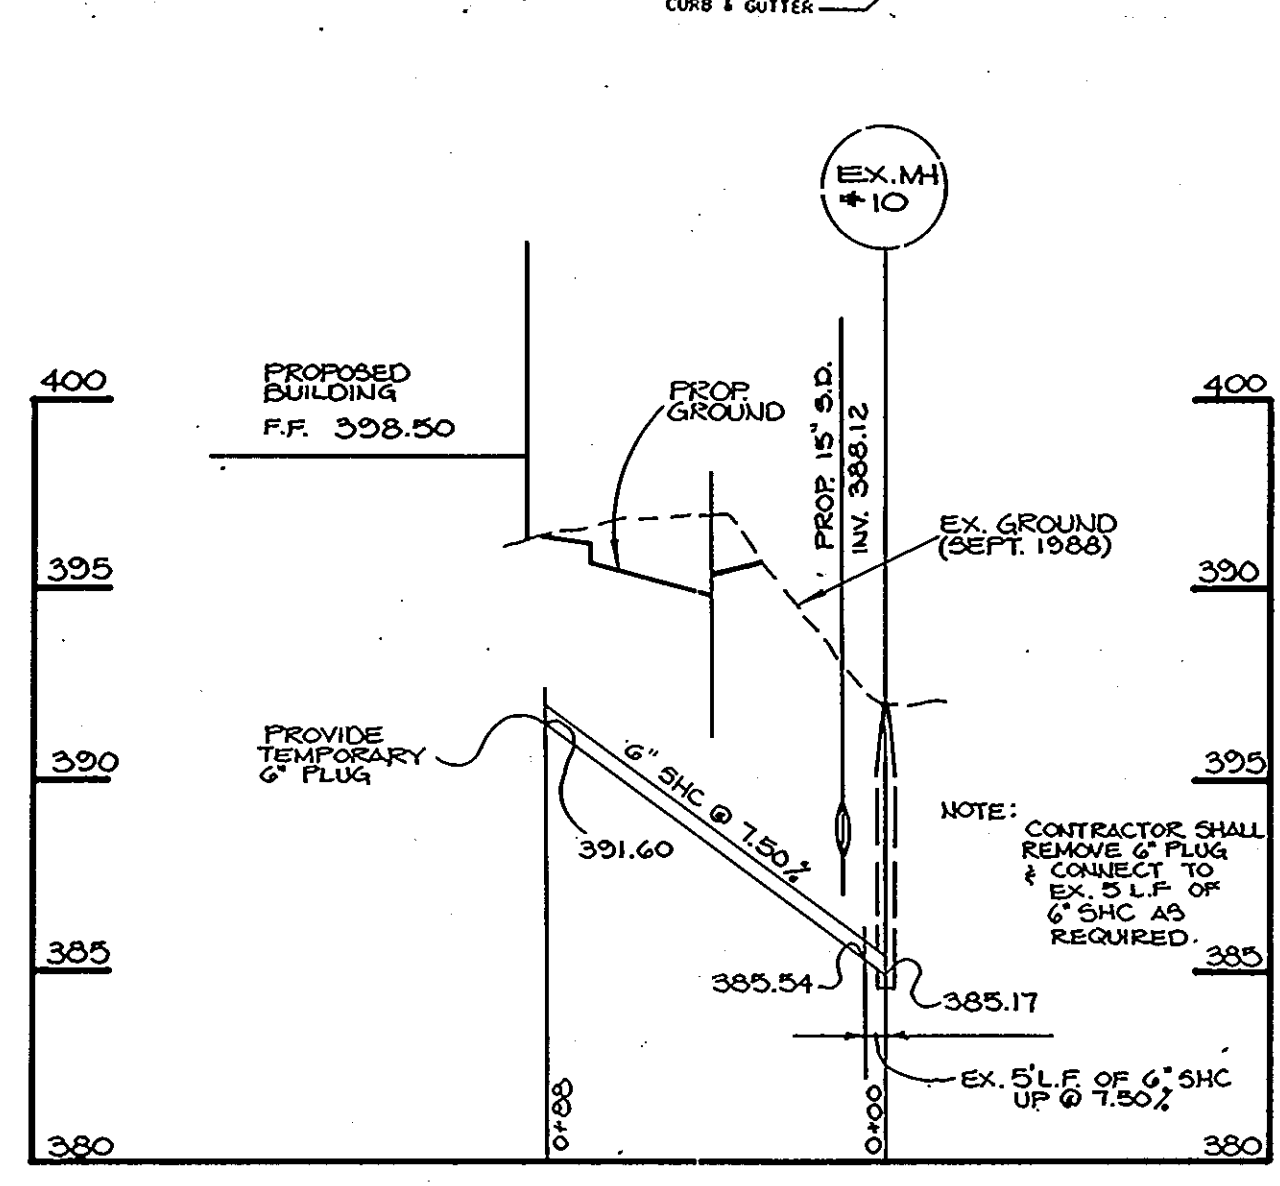 CURB & GUTTER
EX. MH
#10
400
PROPOSED
BUILDING
F.F. 398.50
PROP.
GROUND
PROP. 15" S.D.
INV. 388.12
400
EX. GROUND
(SEPT. 1988)
395
390
PROVIDE
TEMPORARY
6" PLUG
390
6" SHC @ 7.50%
391.60
395
NOTE:
CONTRACTOR SHALL
REMOVE 6" PLUG
& CONNECT TO
EX. 5 L.F OF
6" SHC AS
REQUIRED.
385
385.54
385.17
385
EX. 5'L.F. OF 6" SHC
UP @ 7.50%
0+88
0+00
380
380